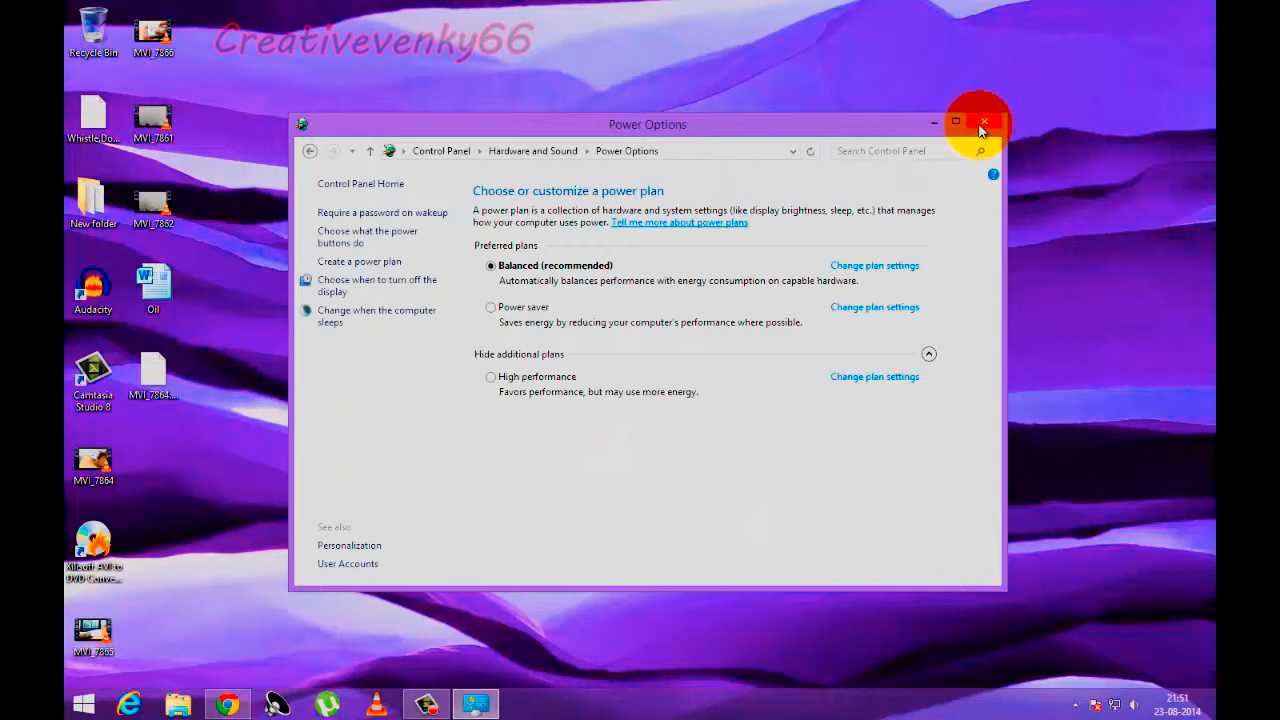 Creativevenky66
Recycle Bin
MVI_7866
Whistle.Do...
MVI_7861
New folder
MVI_7862
Audacity
Oil
Camtasia
Studio 8
MVI_7864....
MVI_7864
Xilisoft AVI to
DVD Conve...
MVI_7865
Power Options
Control Panel
Hardware and Sound
Power Options
Search Control Panel
Control Panel Home
Require a password on wakeup
Choose what the power
buttons do
Create a power plan
Choose when to turn off the
display
Change when the computer
sleeps
See also
Personalization
User Accounts
Choose or customize a power plan
A power plan is a collection of hardware and system settings (like display brightness, sleep, etc.) that manages
how your computer uses power. Tell me more about power plans
Preferred plans
Balanced (recommended) Change plan settings
Automatically balances performance with energy consumption on capable hardware.
Power saver Change plan settings
Saves energy by reducing your computer's performance where possible.
Hide additional plans
High performance Change plan settings
Favors performance, but may use more energy.
21:51
23-08-2014